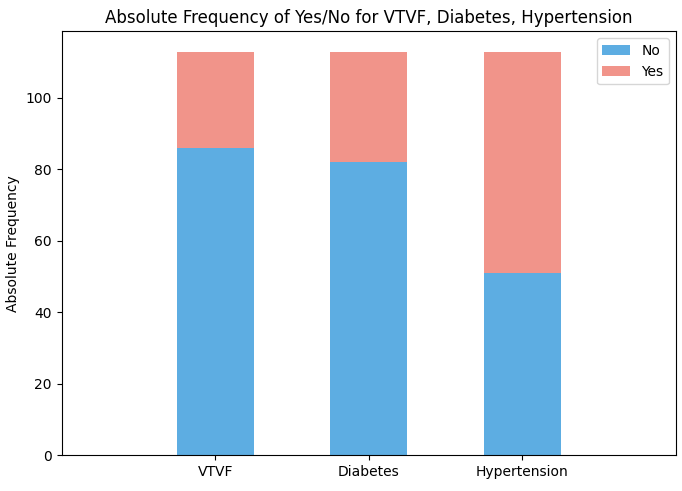 Absolute Frequency of Yes/No for VTVF, Diabetes, Hypertension
No
Yes
Absolute Frequency
100
80
60
40
20
0
VTVF Diabetes Hypertension